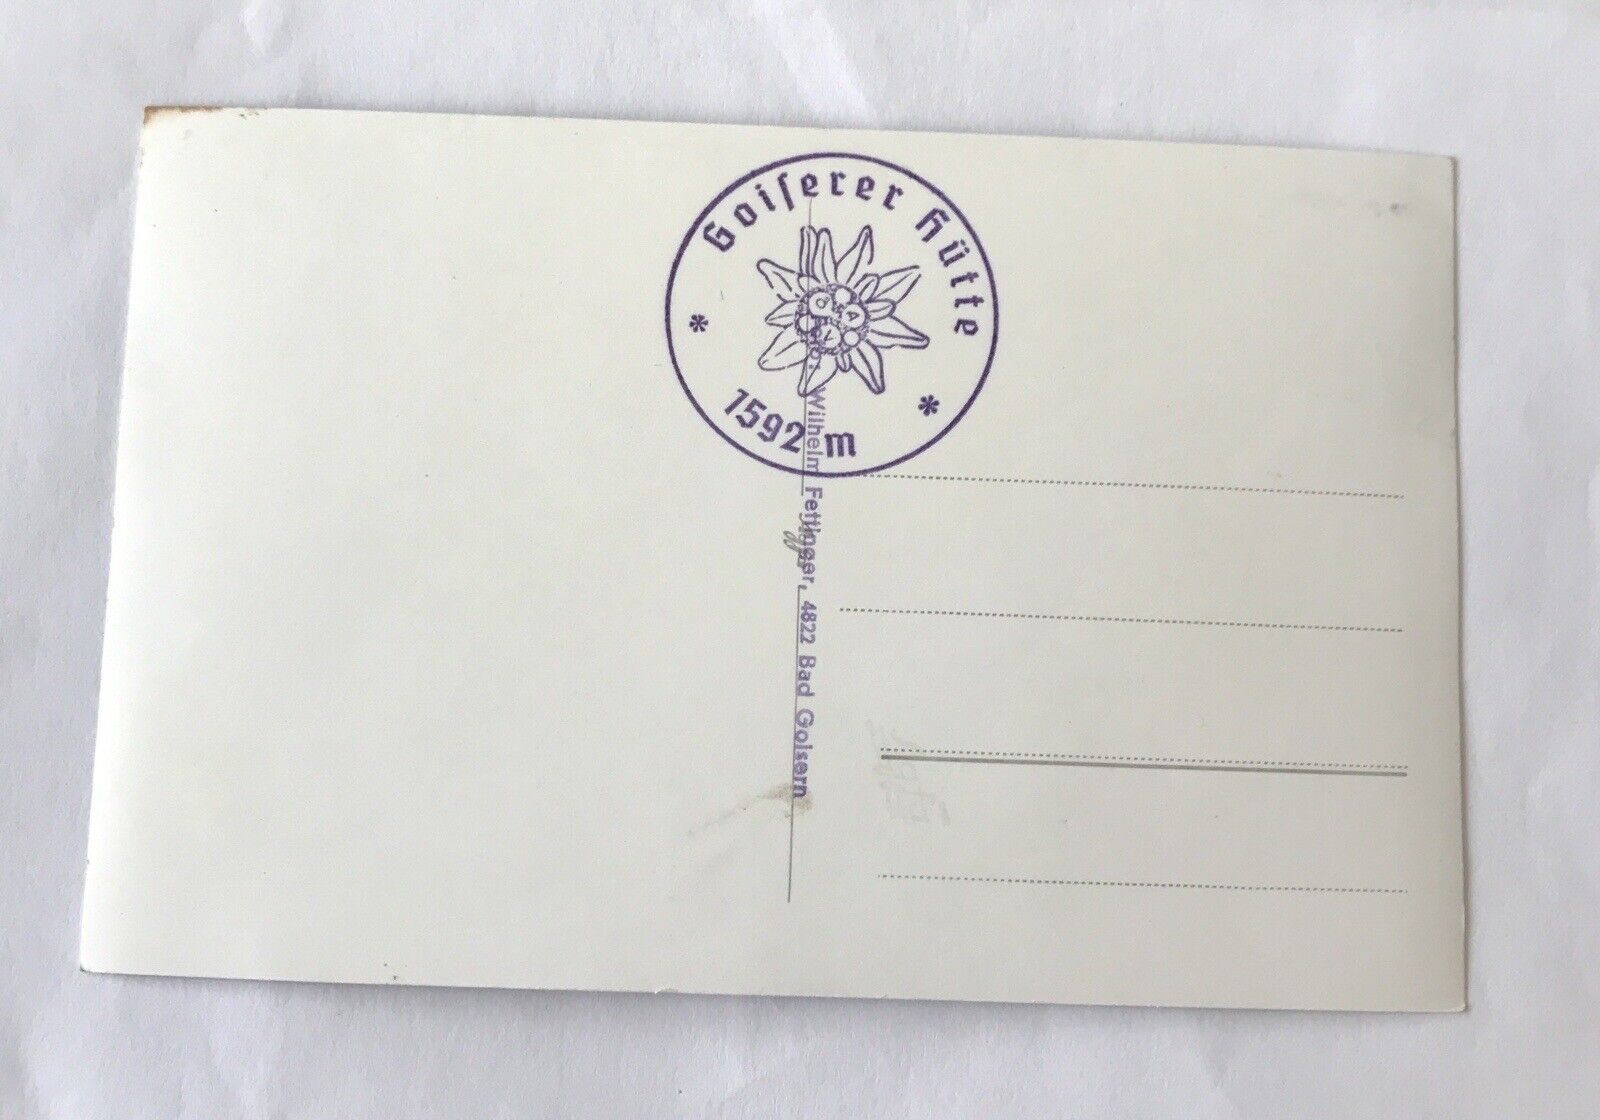 Goiſerer Hütte
* *
Ö A V
1592 m
Wilhelm Fettinger, 4822 Bad Goisern